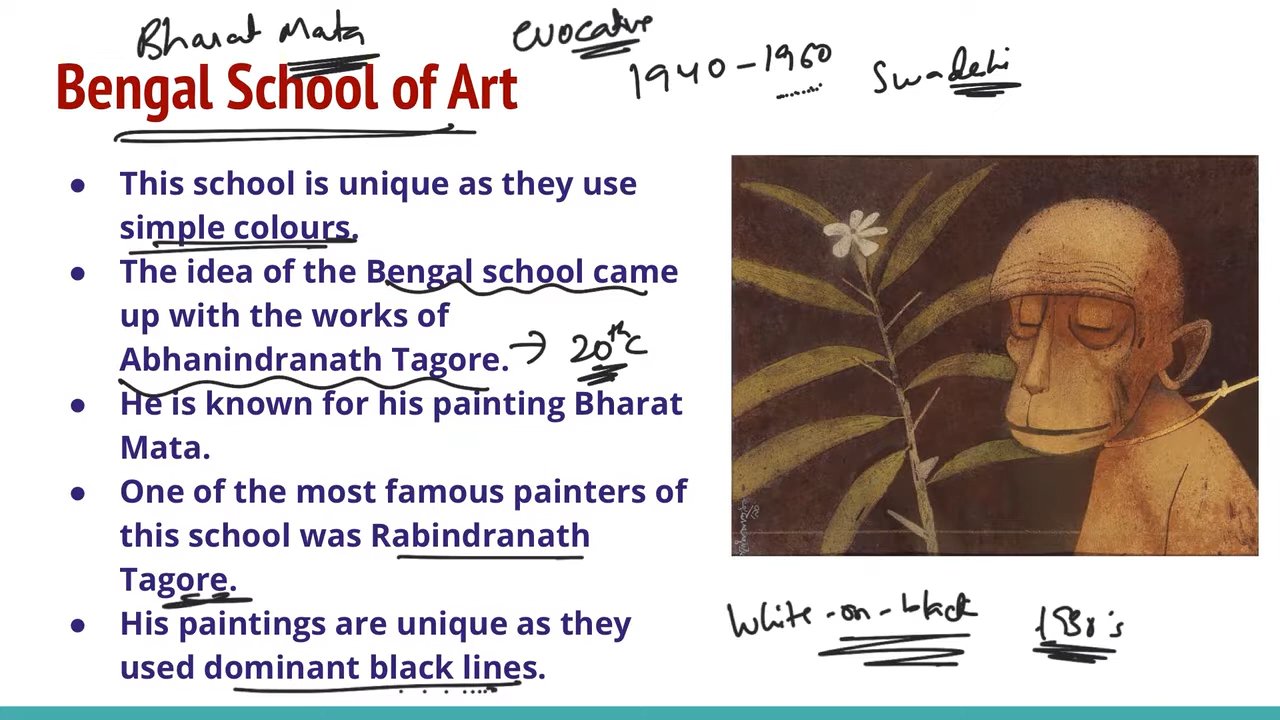 Bharat Mata
evocative
1940-1960
Swadeshi
Bengal School of Art
● This school is unique as they use
simple colours.
● The idea of the Bengal school came
up with the works of
Abhanindranath Tagore. → 20th C
● He is known for his painting Bharat
Mata.
● One of the most famous painters of
this school was Rabindranath
Tagore.
● His paintings are unique as they
used dominant black lines.
White-on-black